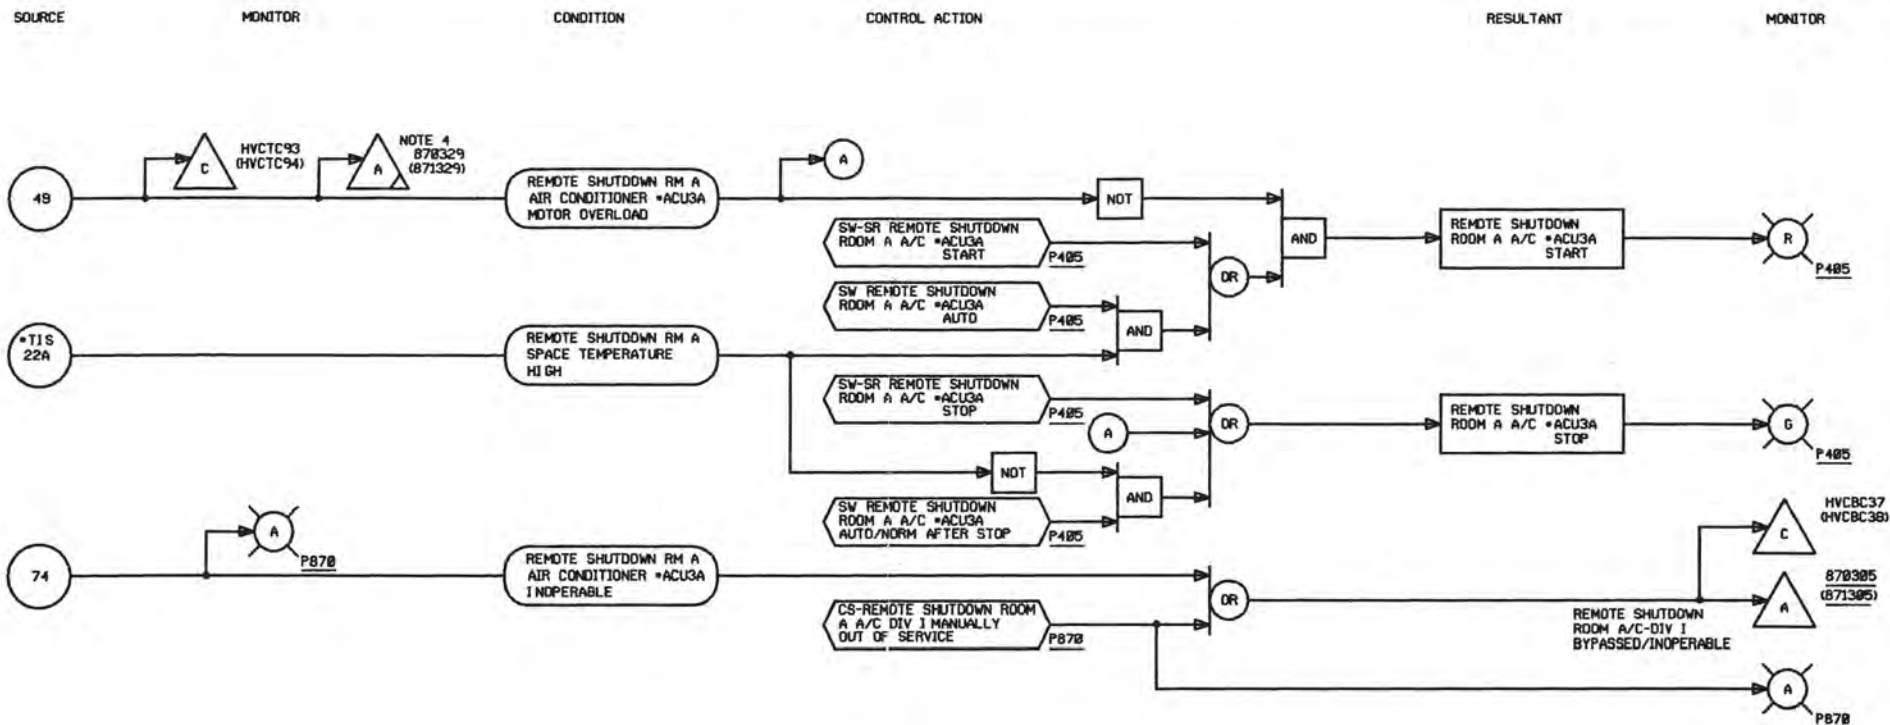 SOURCE
MONITOR
CONDITION
CONTROL ACTION
RESULTANT
MONITOR
49
C
HVCTC93
(HVCTC94)
A
NOTE 4
870329
(871329)
REMOTE SHUTDOWN RM A
AIR CONDITIONER *ACU3A
MOTOR OVERLOAD
A
NOT
SW-SR REMOTE SHUTDOWN
ROOM A A/C *ACU3A
START
P405
OR
AND
REMOTE SHUTDOWN
ROOM A A/C *ACU3A
START
R
P405
SW REMOTE SHUTDOWN
ROOM A A/C *ACU3A
AUTO
P405
AND
*TIS
22A
REMOTE SHUTDOWN RM A
SPACE TEMPERATURE
HIGH
SW-SR REMOTE SHUTDOWN
ROOM A A/C *ACU3A
STOP
P405
A
OR
REMOTE SHUTDOWN
ROOM A A/C *ACU3A
STOP
G
P405
NOT
AND
SW REMOTE SHUTDOWN
ROOM A A/C *ACU3A
AUTO/NORM AFTER STOP
P405
74
A
P870
REMOTE SHUTDOWN RM A
AIR CONDITIONER *ACU3A
INOPERABLE
CS-REMOTE SHUTDOWN ROOM
A A/C DIV I MANUALLY
OUT OF SERVICE
P870
OR
REMOTE SHUTDOWN
ROOM A/C-DIV I
BYPASSED/INOPERABLE
C
HVCBC37
(HVCBC38)
A
870305
(871305)
A
P870